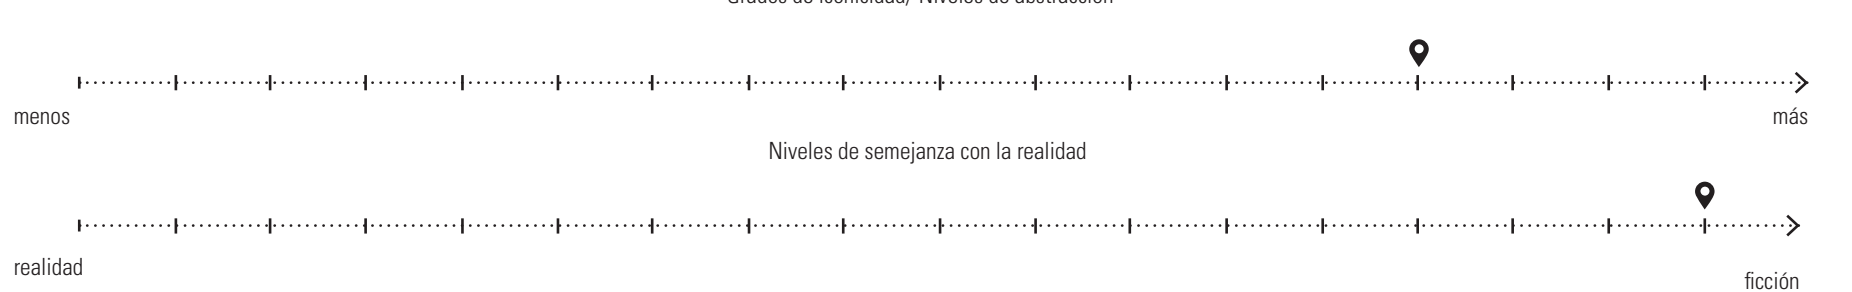 menos
más
Niveles de semejanza con la realidad
realidad
ficción